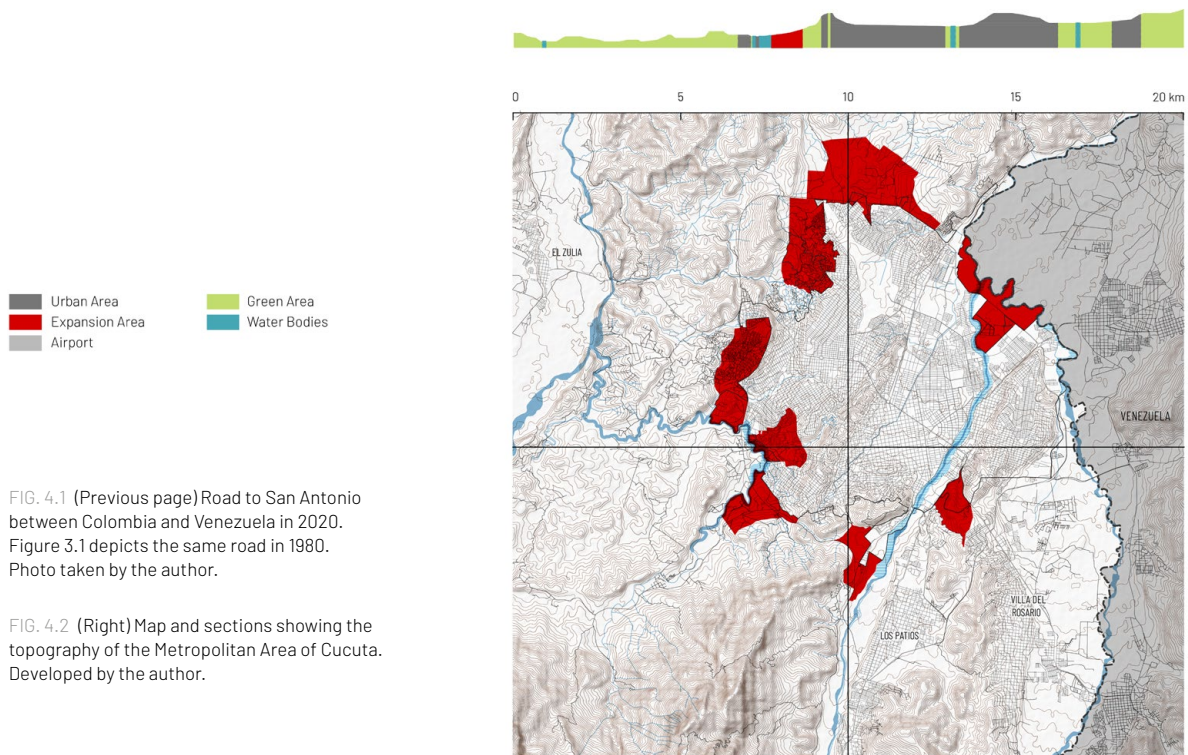 0 5 10 15 20 km
EL ZULIA
Urban Area
Green Area
Expansion Area
Water Bodies
Airport
VENEZUELA
FIG. 4.1 (Previous page) Road to San Antonio
between Colombia and Venezuela in 2020.
Figure 3.1 depicts the same road in 1980.
Photo taken by the author.
FIG. 4.2 (Right) Map and sections showing the
topography of the Metropolitan Area of Cucuta.
Developed by the author.
VILLA DEL
ROSARIO
LOS PATIOS